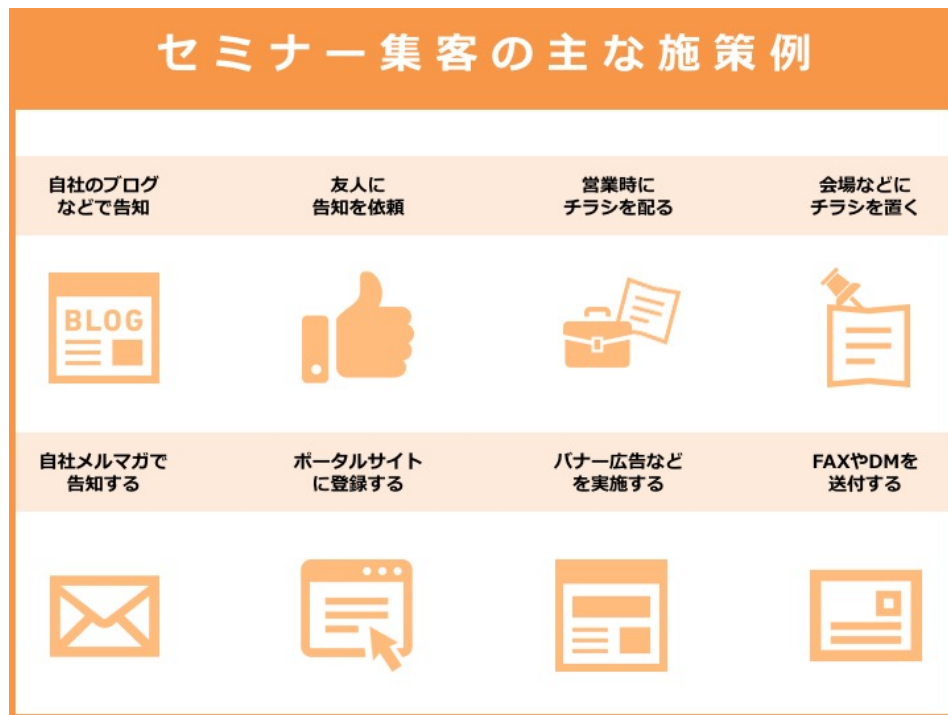 セミナー集客の主な施策例
自社のブログ
などで告知
友人に
告知を依頼
営業時に
チラシを配る
会場などに
チラシを置く
BLOG
自社メルマガで
告知する
ポータルサイト
に登録する
バナー広告など
を実施する
FAXやDMを
送付する